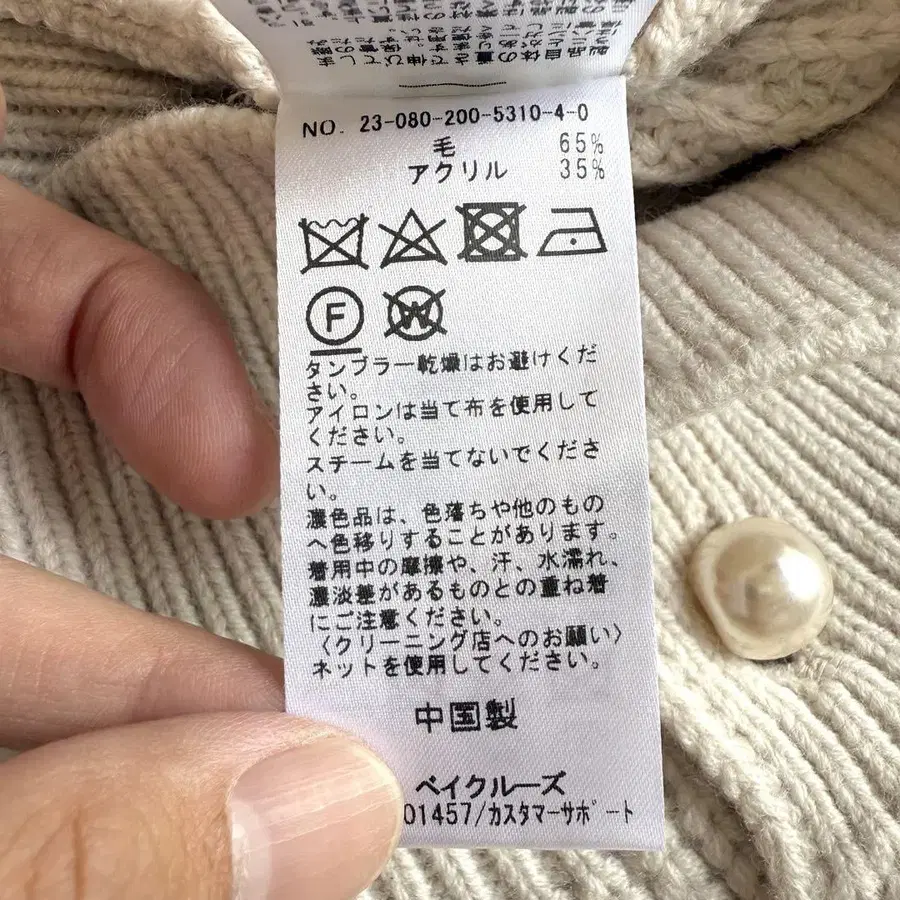 NO. 23-080-200-5310-4-0
毛 65%
アクリル 35%
F
W
タンブラー乾燥はお避けくだ
さい。
アイロンは当て布を使用して
ください。
スチームを当てないでくださ
い。
濃色品は、色落ちや他のもの
へ色移りすることがあります。
着用中の摩擦や、汗、水濡れ、
濃淡差があるものとの重ね着
にご注意ください。
〈クリーニング店へのお願い〉
ネットを使用してください。
中国製
ベイクルーズ
01457/カスタマーサポート